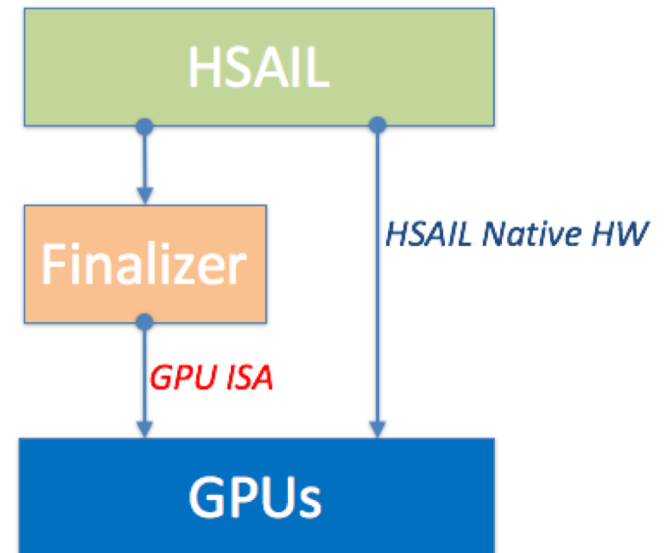 HSAIL
HSAIL Native HW
Finalizer
GPU ISA
GPUs